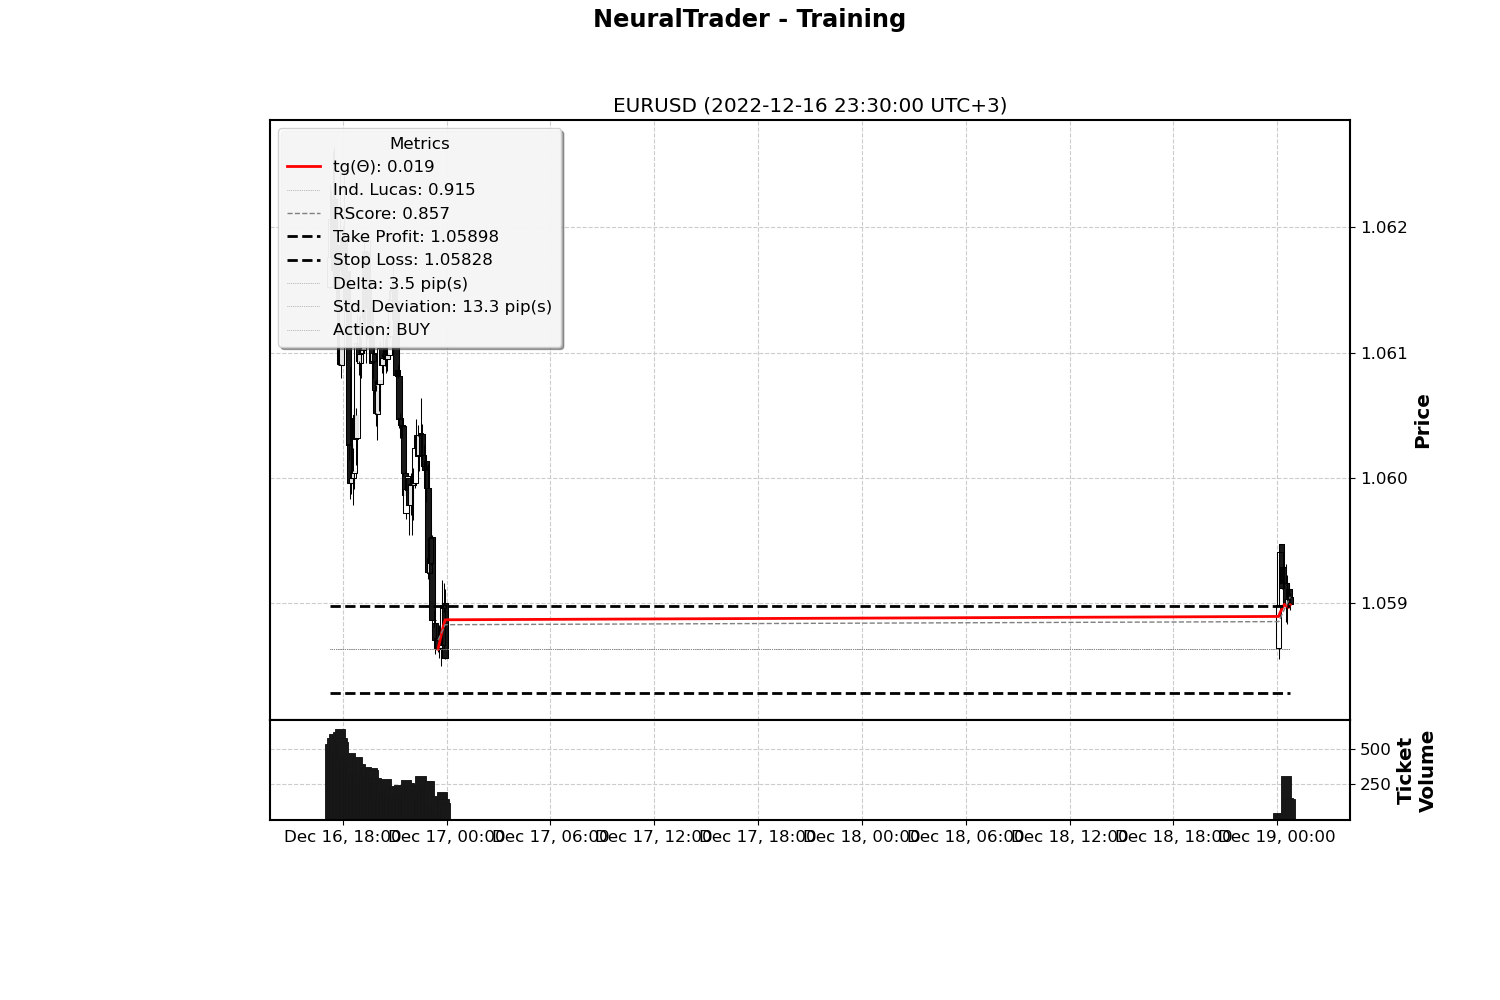 NeuralTrader - Training
EURUSD (2022-12-16 23:30:00 UTC+3)
Metrics
tg(Θ): 0.019
Ind. Lucas: 0.915
RScore: 0.857
Take Profit: 1.05898
Stop Loss: 1.05828
Delta: 3.5 pip(s)
Std. Deviation: 13.3 pip(s)
Action: BUY
1.062
1.061
1.060
1.059
Price
500
250
Ticket
Volume
Dec 16, 18:00
Dec 17, 00:00
Dec 17, 06:00
Dec 17, 12:00
Dec 17, 18:00
Dec 18, 00:00
Dec 18, 06:00
Dec 18, 12:00
Dec 18, 18:00
Dec 19, 00:00